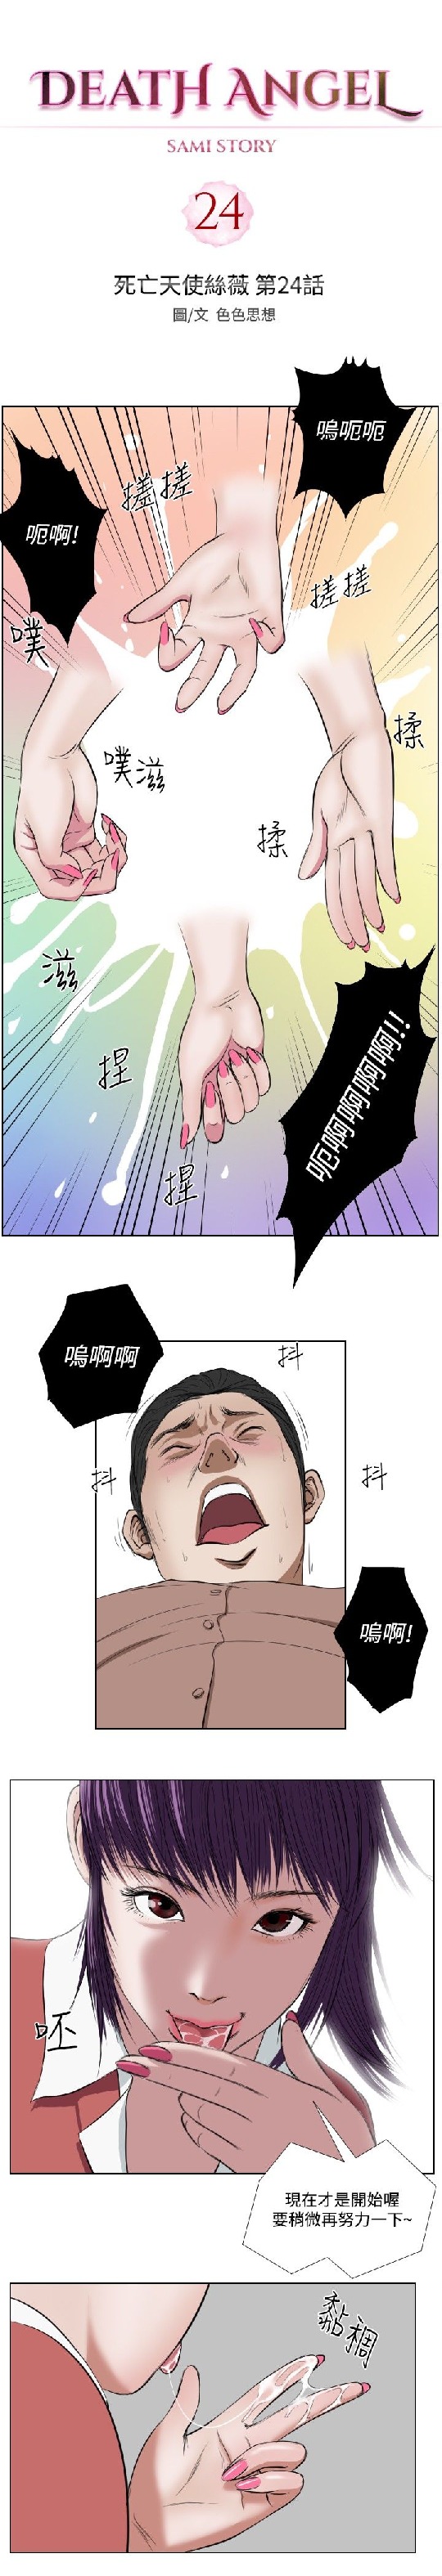 DEATH ANGEL
SAMI STORY
24
死亡天使絲薇 第24話
圖/文 色色思想
嗚呃呃
呃啊!
搓搓
搓搓
噗
揉
噗滋
揉
滋
捏
呃啊啊啊啊啊!!
捏
嗚啊啊
抖
抖
抖
嗚啊!
呸
現在才是開始喔
要稍微再努力一下~
黏稠